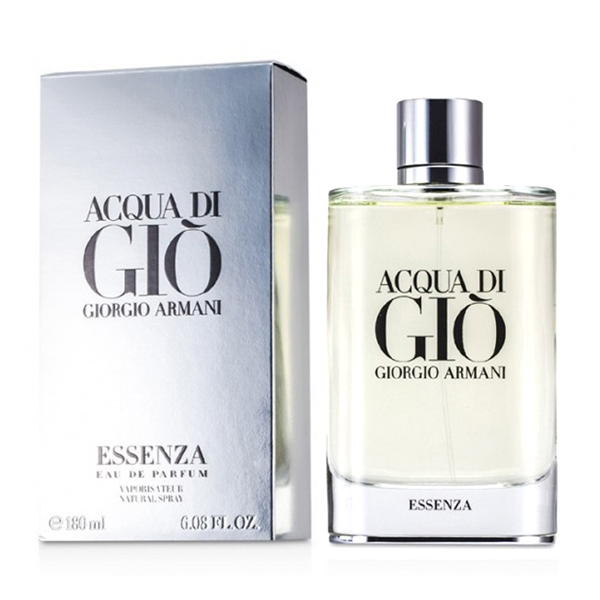 ACQUA DI
GIÒ
GIORGIO ARMANI
ESSENZA
EAU DE PARFUM
VAPORISATEUR
NATURAL SPRAY
℮ 180 ml 6.08 FL.OZ.
ACQUA DI
GIÒ
GIORGIO ARMANI
ESSENZA